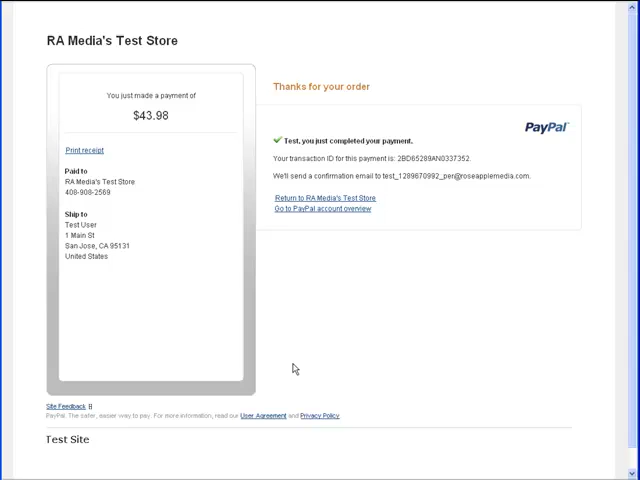 RA Media's Test Store
You just made a payment of
$43.98
Print receipt
Paid to
RA Media's Test Store
408-908-2569
Ship to
Test User
1 Main St
San Jose, CA 95131
United States
Thanks for your order
PayPal
Test, you just completed your payment.
Your transaction ID for this payment is: 2BD65289AN0337352.
We'll send a confirmation email to test_1289670992_per@roseapplemedia.com.
Return to RA Media's Test Store
Go to PayPal account overview
Site Feedback [+]
PayPal. The safer, easier way to pay. For more information, read our User Agreement and Privacy Policy.
Test Site